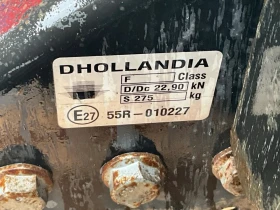 DHOLLANDIA
F Class
D/Dc 22,90 kN
S 275 kg
E27 55R-010227